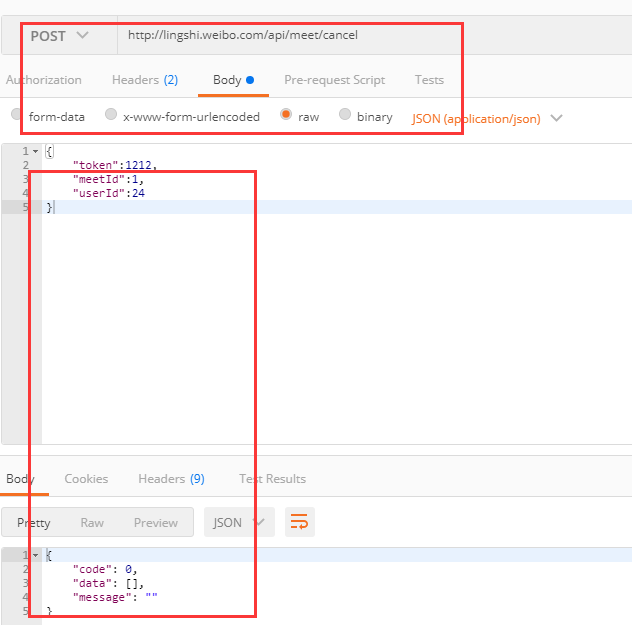 POST http://lingshi.weibo.com/api/meet/cancel
Authorization Headers (2) Body Pre-request Script Tests
form-data x-www-form-urlencoded raw binary JSON (application/json)
1 {
2 "token":1212,
3 "meetId":1,
4 "userId":24
5 }
Body Cookies Headers (9) Test Results
Pretty Raw Preview JSON
1 {
2 "code": 0,
3 "data": [],
4 "message": ""
5 }